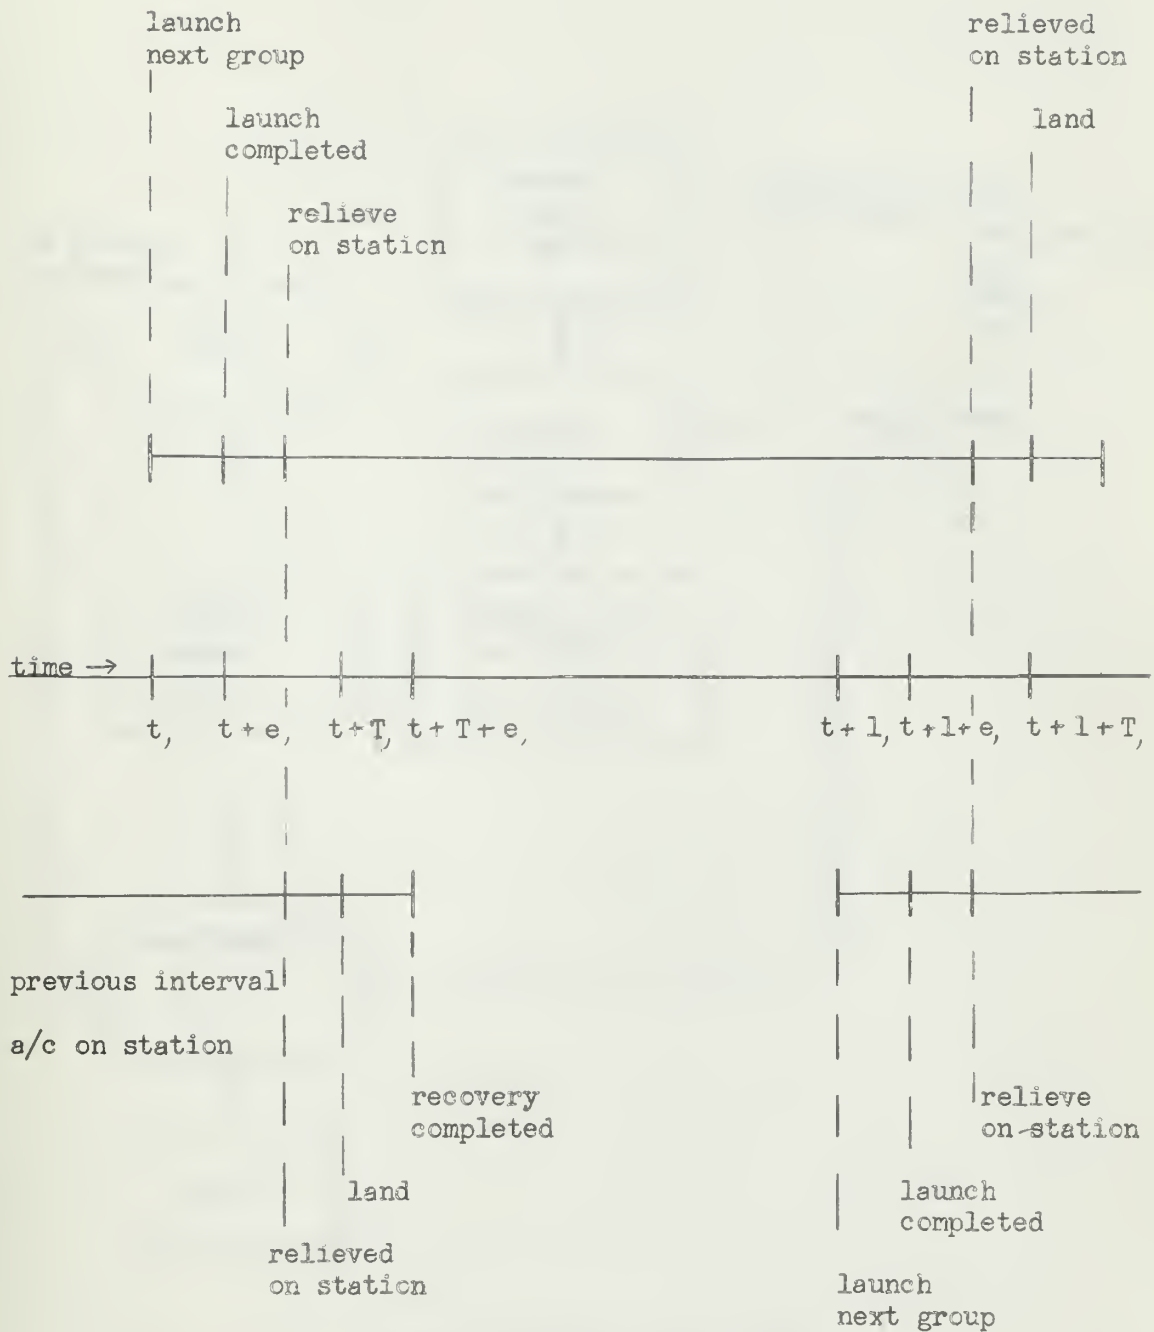 launch
next group
relieved
on station
launch
completed
land
relieve
on station
time →
t, t+e, t+T, t+T+e, t+1, t+1+e, t+1+T,
previous interval
a/c on station
recovery
completed
relieve
on station
land
launch
completed
relieved
on station
launch
next group